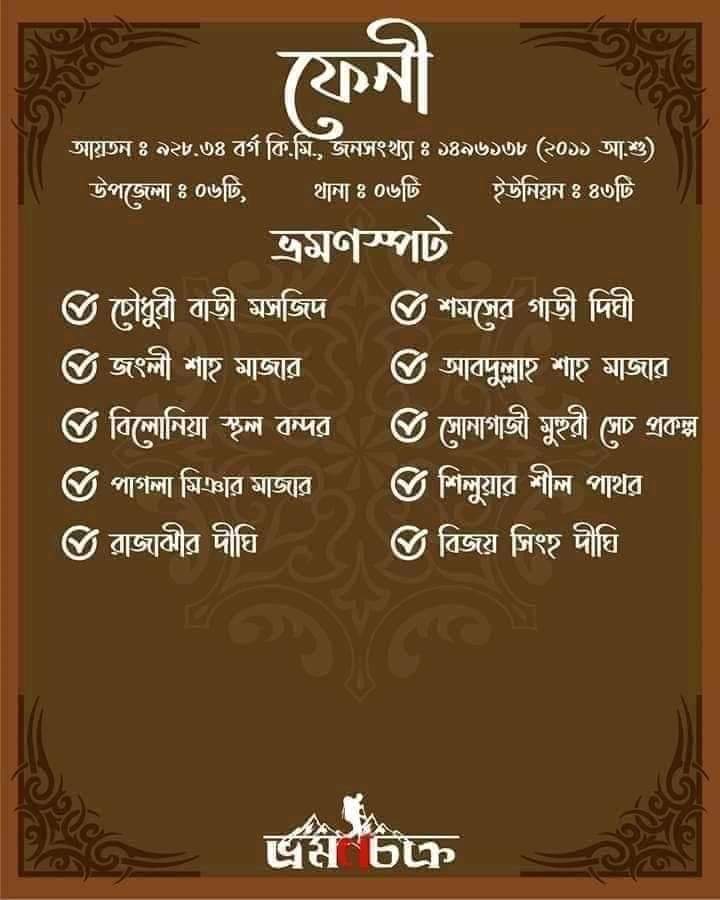 ফেনী
আয়তন ঃ ৯২৮.৩৪ বর্গ কি.মি., জনসংখ্যা ঃ ১৪৯৬১৩৮ (২০১১ আ.শু)
উপজেলা ঃ ০৬টি, থানা ঃ ০৬টি ইউনিয়ন ঃ ৪৩টি
ভ্রমণস্পট
চৌধুরী বাড়ী মসজিদ শমসের গাড়ী দিঘী
জংলী শাহ মাজার আবদুল্লাহ শাহ মাজার
বিলোনিয়া স্থল বন্দর সোনাগাজী মুহুরী সেচ প্রকল্প
পাগলা মিঞার মাজার শিলুয়ার শীল পাথর
রাজাঝীর দীঘি বিজয় সিংহ দীঘি
ভ্রমনচক্র